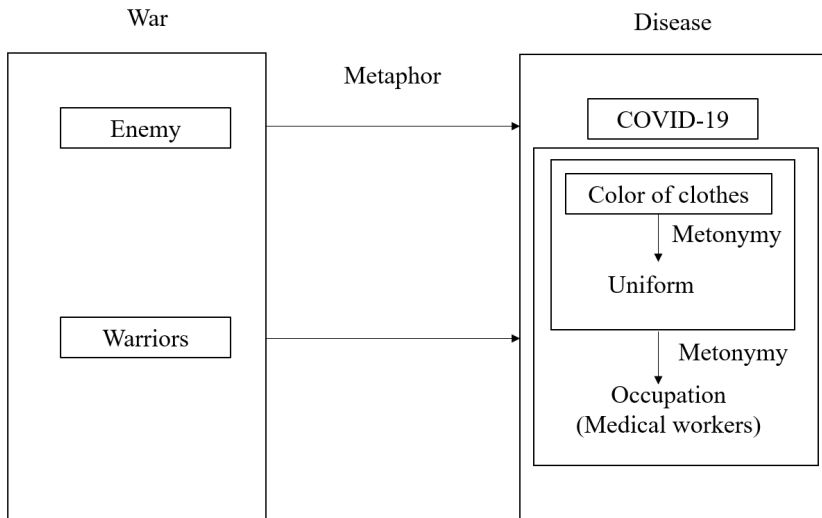 War
Disease
Metaphor
Enemy
COVID-19
Color of clothes
Metonymy
Uniform
Warriors
Metonymy
Occupation
(Medical workers)